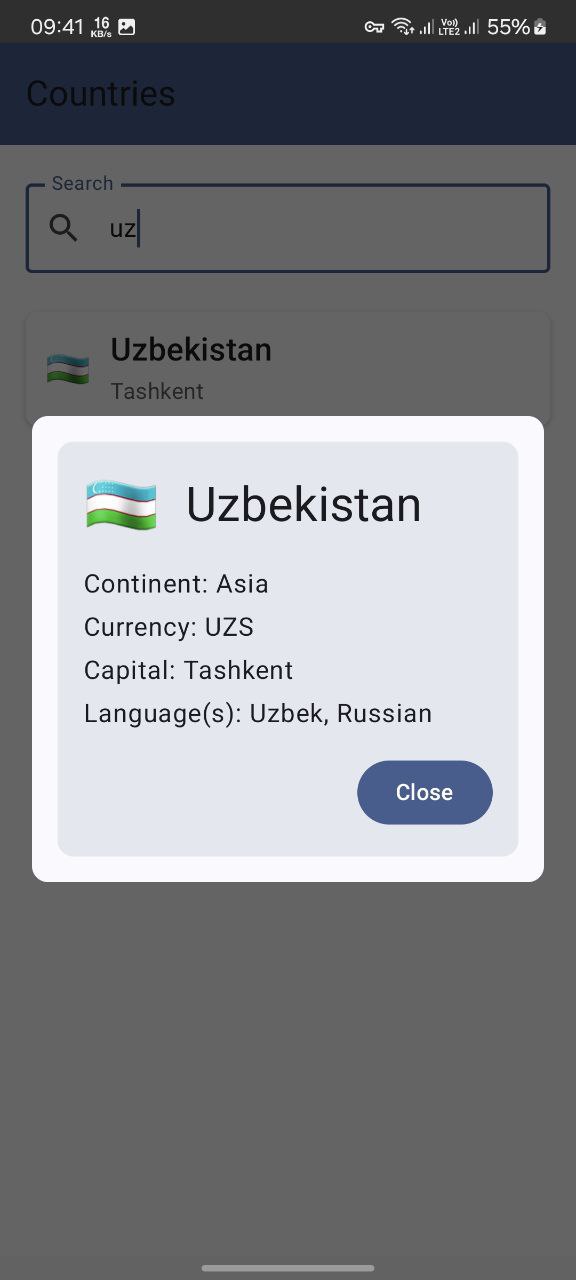 09:41 16 KB/s Vo)) LTE2 55%
Countries
Search
uz
Uzbekistan
Tashkent
Uzbekistan
Continent: Asia
Currency: UZS
Capital: Tashkent
Language(s): Uzbek, Russian
Close